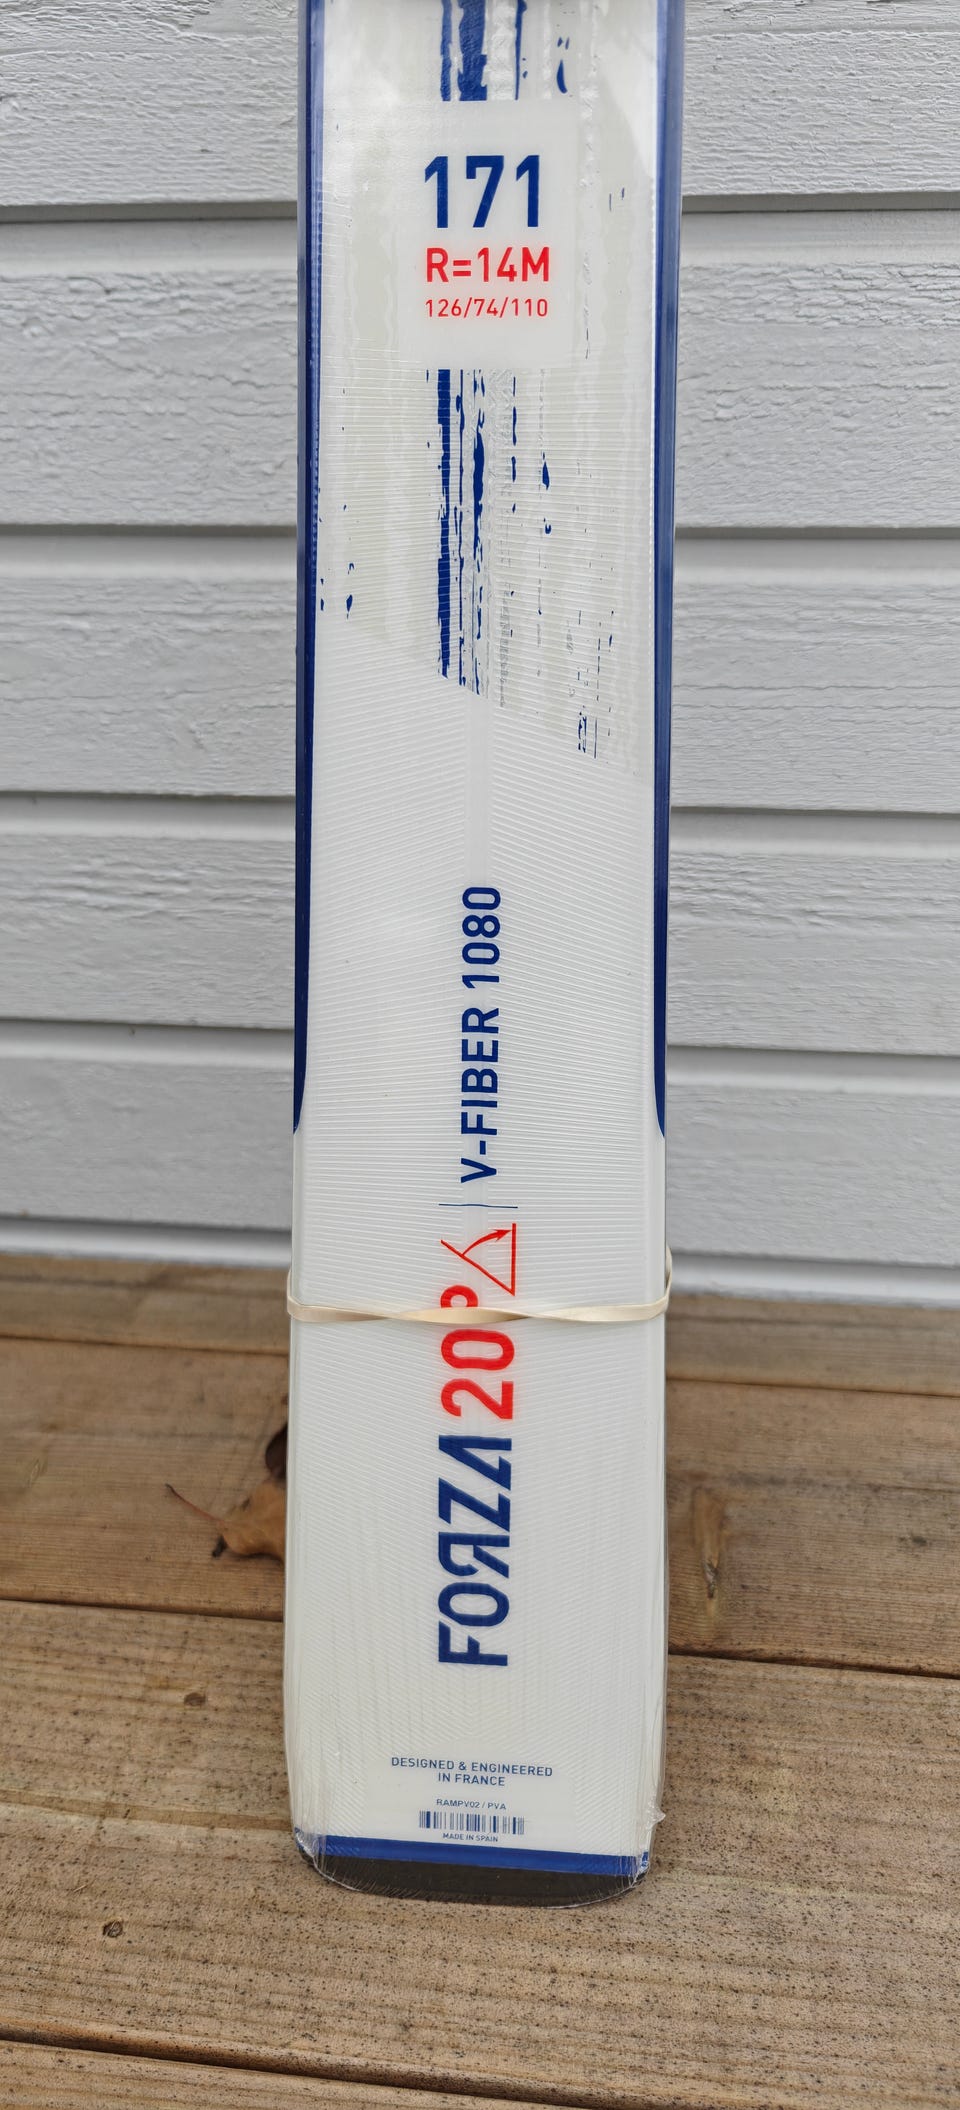 171
R=14M
126/74/110
FORZA 20° | V-FIBER 1080
DESIGNED & ENGINEERED
IN FRANCE
RAMPV02 / PVA
MADE IN SPAIN